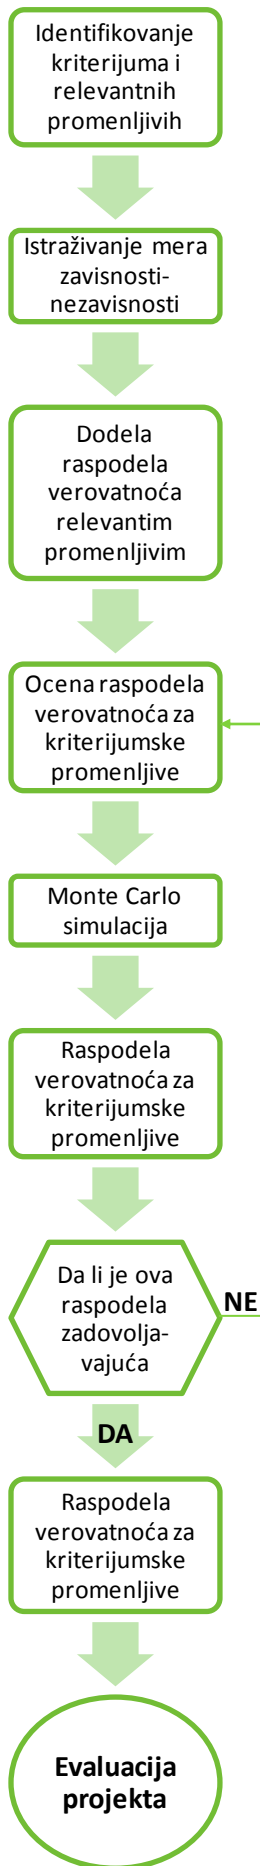 Identifikovanje
kriterijuma i
relevantnih
promenljivih
Istraživanje mera
zavisnosti-
nezavisnosti
Dodela
raspodela
verovatnoća
relevantim
promenljivim
Ocena raspodela
verovatnoća za
kriterijumske
promenljive
Monte Carlo
simulacija
Raspodela
verovatnoća za
kriterijumske
promenljive
Da li je ova
raspodela
zadovolja-
vajuća
NE
DA
Raspodela
verovatnoća za
kriterijumske
promenljive
Evaluacija
projekta